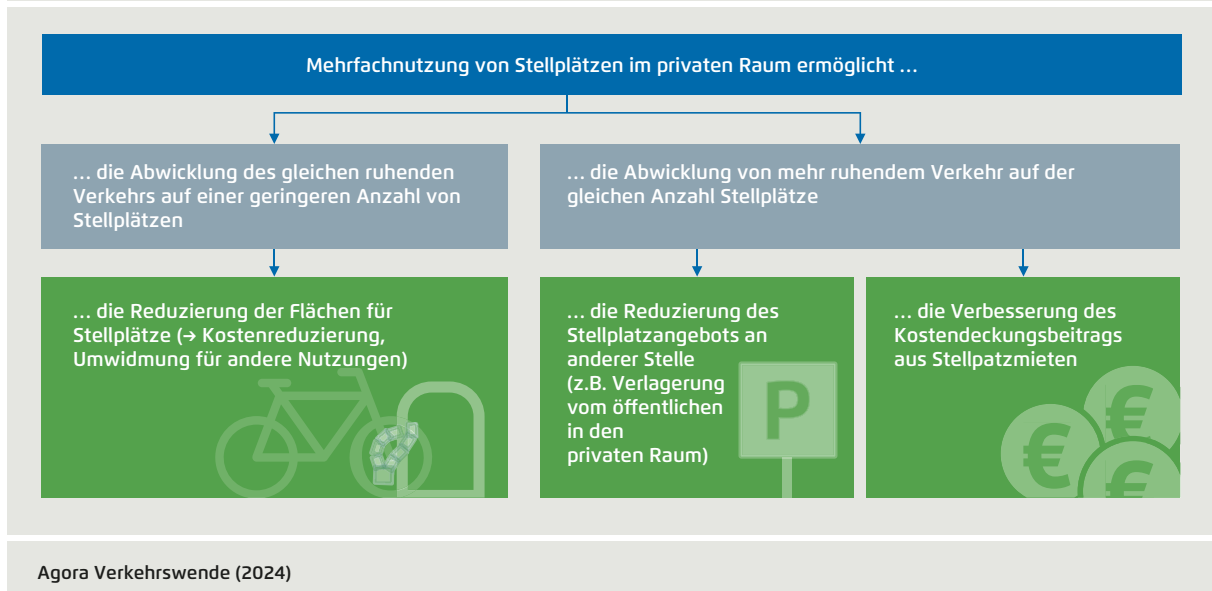 Mehrfachnutzung von Stellplätzen im privaten Raum ermöglicht …
… die Abwicklung des gleichen ruhenden
Verkehrs auf einer geringeren Anzahl von
Stellplätzen
… die Abwicklung von mehr ruhendem Verkehr auf der
gleichen Anzahl Stellplätze
… die Reduzierung der Flächen für
Stellplätze (→ Kostenreduzierung,
Umwidmung für andere Nutzungen)
… die Reduzierung des
Stellplatzangebots an
anderer Stelle
(z.B. Verlagerung
vom öffentlichen
in den
privaten Raum)
P
… die Verbesserung des
Kostendeckungsbeitrags
aus Stellpatzmieten
€
€
€
Agora Verkehrswende (2024)